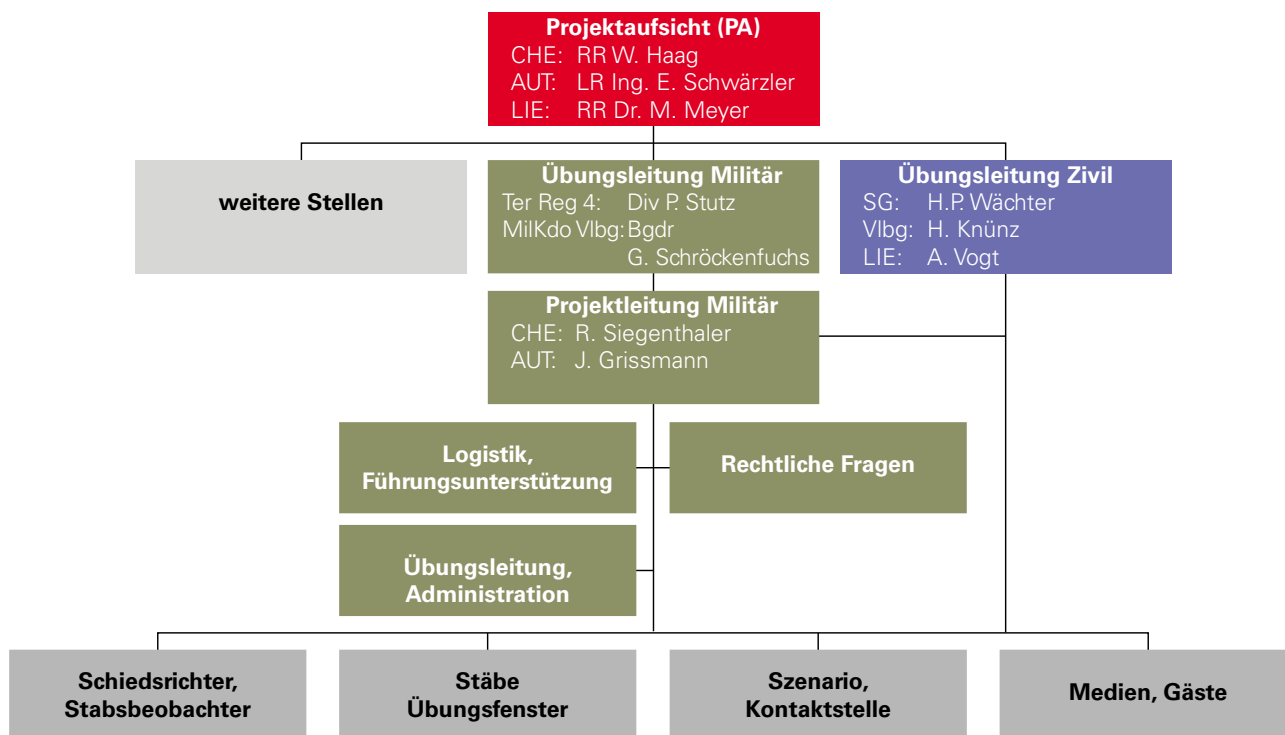 Projektaufsicht (PA)
CHE: RR W. Haag
AUT: LR Ing. E. Schwärzler
LIE: RR Dr. M. Meyer
weitere Stellen
Übungsleitung Militär
Ter Reg 4: Div P. Stutz
MilKdo Vlbg: Bgdr
G. Schröckenfuchs
Übungsleitung Zivil
SG: H.P. Wächter
Vlbg: H. Knünz
LIE: A. Vogt
Projektleitung Militär
CHE: R. Siegenthaler
AUT: J. Grissmann
Logistik,
Führungsunterstützung
Rechtliche Fragen
Übungsleitung,
Administration
Schiedsrichter,
Stabsbeobachter
Stäbe
Übungsfenster
Szenario,
Kontaktstelle
Medien, Gäste